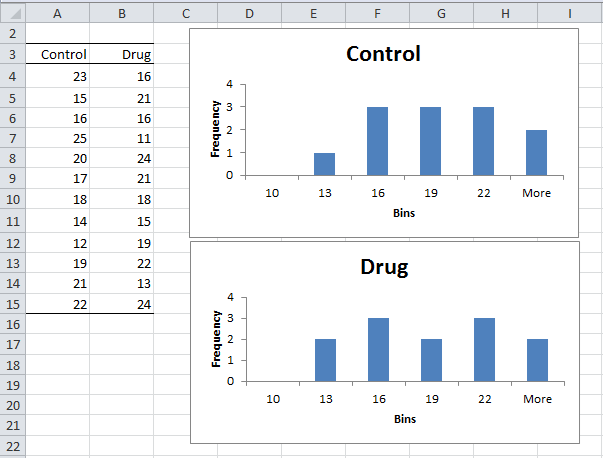 A B C D E F G H I
2
3 Control Drug
4 23 16
5 15 21
6 16 16
7 25 11
8 20 24
9 17 21
10 18 18
11 14 15
12 12 19
13 19 22
14 21 13
15 22 24
16
17
18
19
20
21
22
Control
Frequency
4
3
2
1
0
10 13 16 19 22 More
Bins
Drug
Frequency
4
3
2
1
0
10 13 16 19 22 More
Bins